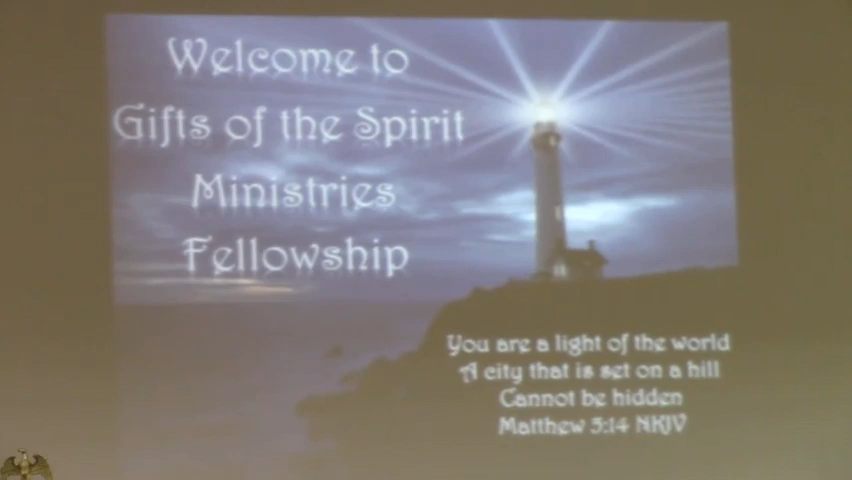 Welcome to
Gifts of the Spirit
Ministries
Fellowship
You are a light of the world
A city that is set on a hill
Cannot be hidden
Matthew 5:14 NKJV